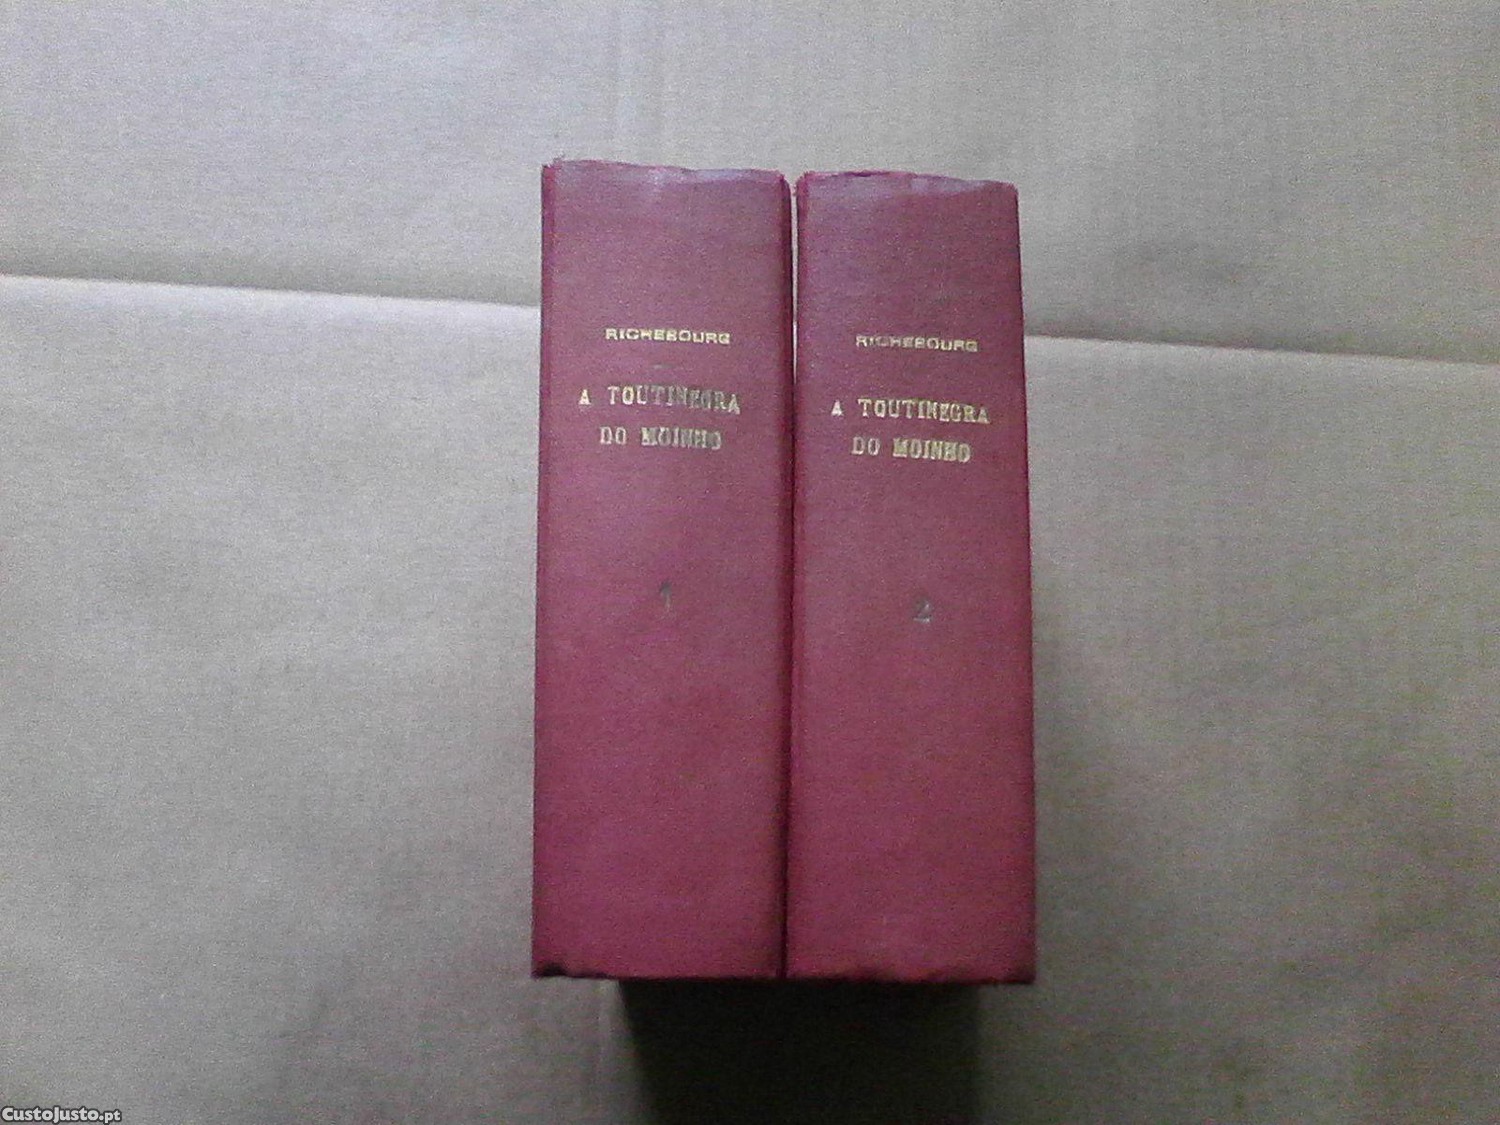 RICHEBOURG
A TOUTINEGRA
DO MOINHO
1
RICHEBOURG
A TOUTINEGRA
DO MOINHO
2
CustoJusto.pt